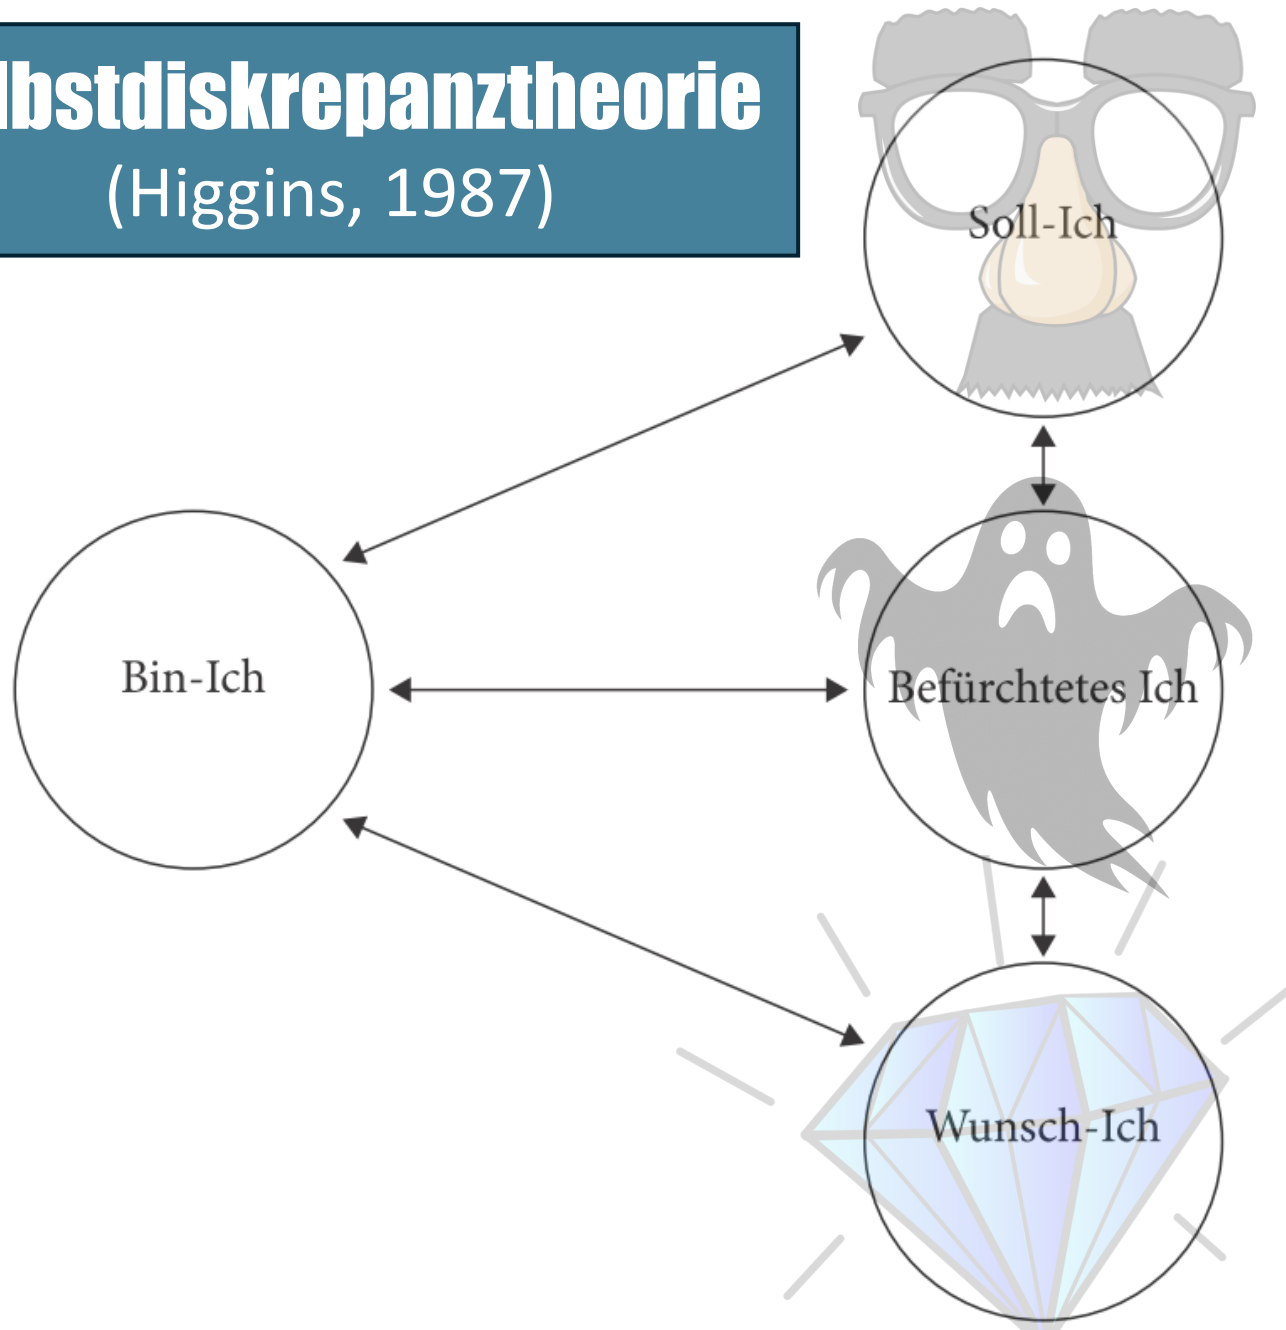 lbstdiskrepanztheorie
(Higgins, 1987)
Soll-Ich
Bin-Ich
Befürchtetes Ich
Wunsch-Ich